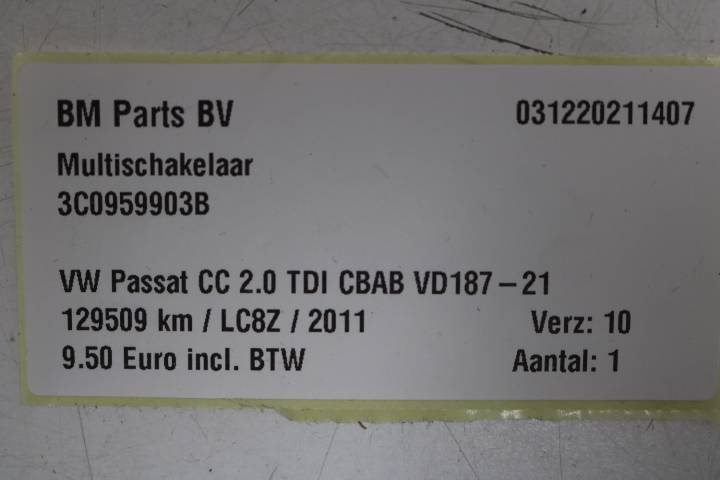 BM Parts BV 031220211407
Multischakelaar
3C0959903B
VW Passat CC 2.0 TDI CBAB VD187-21
129509 km / LC8Z / 2011 Verz: 10
9.50 Euro incl. BTW Aantal: 1